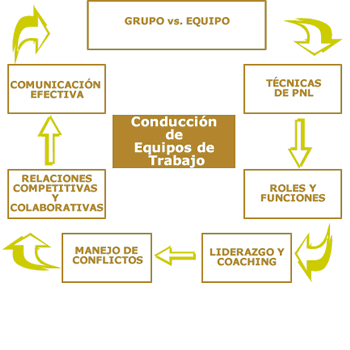 GRUPO vs. EQUIPO
TÉCNICAS
DE PNL
ROLES Y
FUNCIONES
LIDERAZGO Y
COACHING
MANEJO DE
CONFLICTOS
RELACIONES
COMPETITIVAS
Y
COLABORATIVAS
COMUNICACIÓN
EFECTIVA
Conducción
de
Equipos de
Trabajo